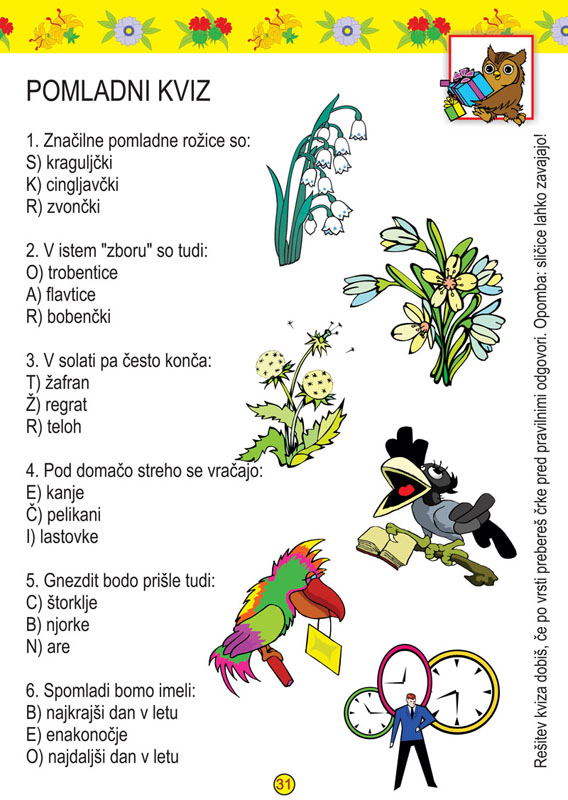 POMLADNI KVIZ
1. Značilne pomladne rožice so:
S) kraguljčki
K) cingljavčki
R) zvončki
2. V istem "zboru" so tudi:
O) trobentice
A) flavtice
R) bobenčki
3. V solati pa često konča:
T) žafran
Ž) regrat
R) teloh
4. Pod domačo streho se vračajo:
E) kanje
Č) pelikani
I) lastovke
5. Gnezdit bodo prišle tudi:
C) štorklje
B) njorke
N) are
6. Spomladi bomo imeli:
B) najkrajši dan v letu
E) enakonočje
O) najdaljši dan v letu
Rešitev kviza dobiš, če po vrsti prebereš črke pred pravilnimi odgovori. Opomba: sličice lahko zavajajo!
31